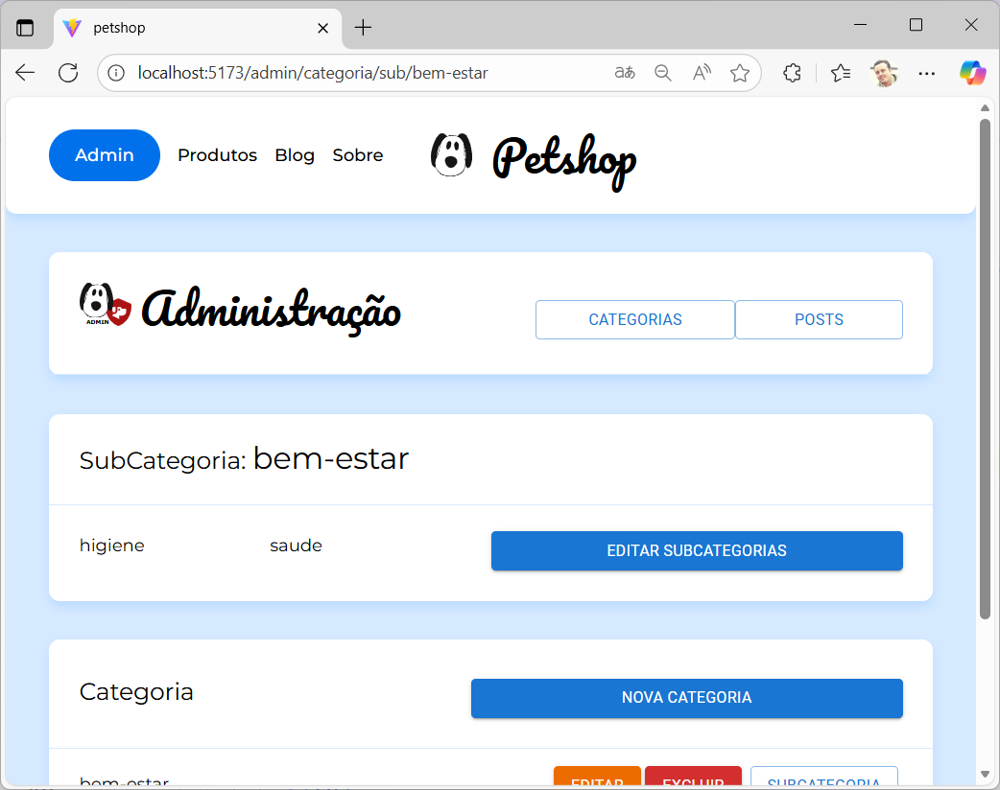 petshop
localhost:5173/admin/categoria/sub/bem-estar
Admin Produtos Blog Sobre Petshop
ADMIN Administração CATEGORIAS POSTS
SubCategoria: bem-estar
higiene saude EDITAR SUBCATEGORIAS
Categoria NOVA CATEGORIA
bem-estar EDITAR EXCLUIR SUBCATEGORIA